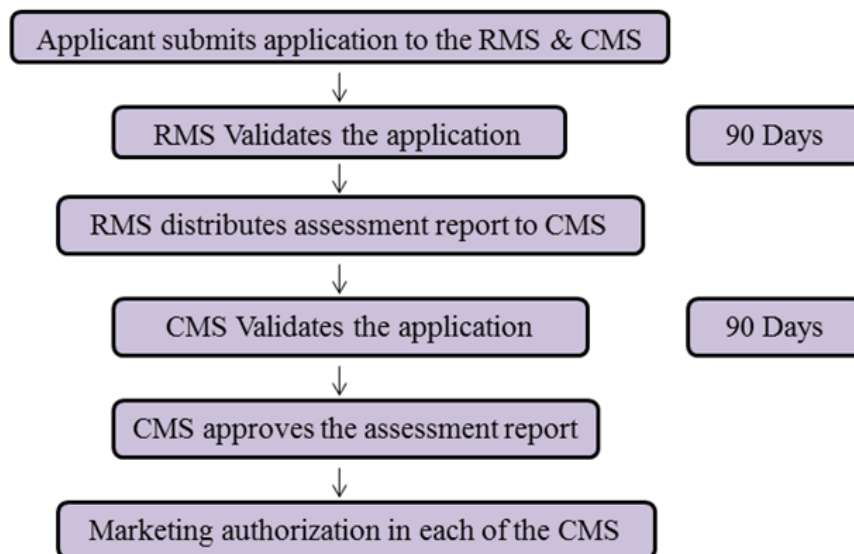 Applicant submits application to the RMS & CMS
RMS Validates the application
90 Days
RMS distributes assessment report to CMS
CMS Validates the application
90 Days
CMS approves the assessment report
Marketing authorization in each of the CMS